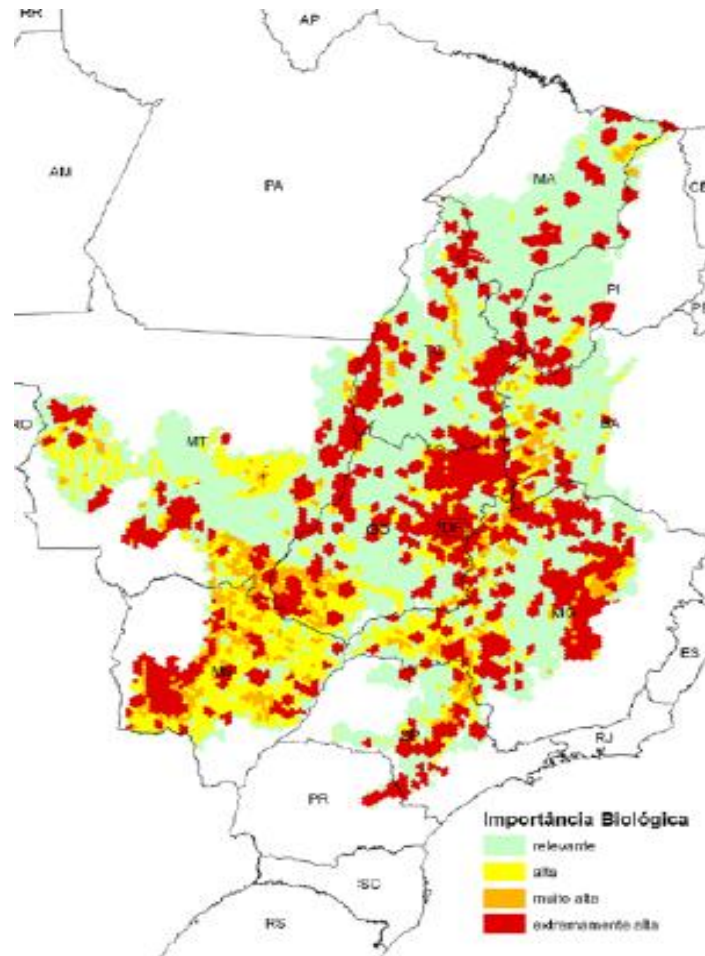 RR
AP
AM
PA
MA
CE
PI
RO
MT
BA
GO
DF
MG
ES
MS
SP
RJ
PR
SC
RS
Importância Biológica
relevante
alta
muito alta
extremamente alta